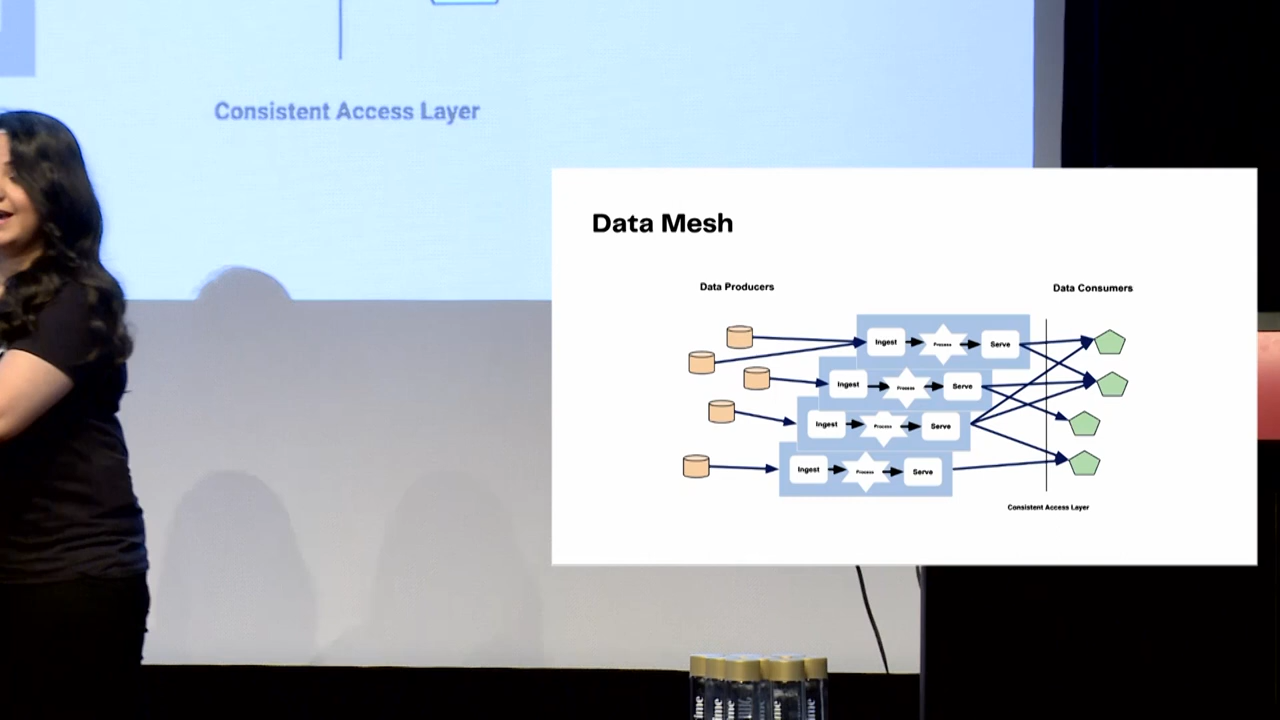 Consistent Access Layer
Data Mesh
Data Producers
Data Consumers
Ingest
Process
Serve
Ingest
Process
Serve
Ingest
Process
Serve
Ingest
Process
Serve
Consistent Access Layer